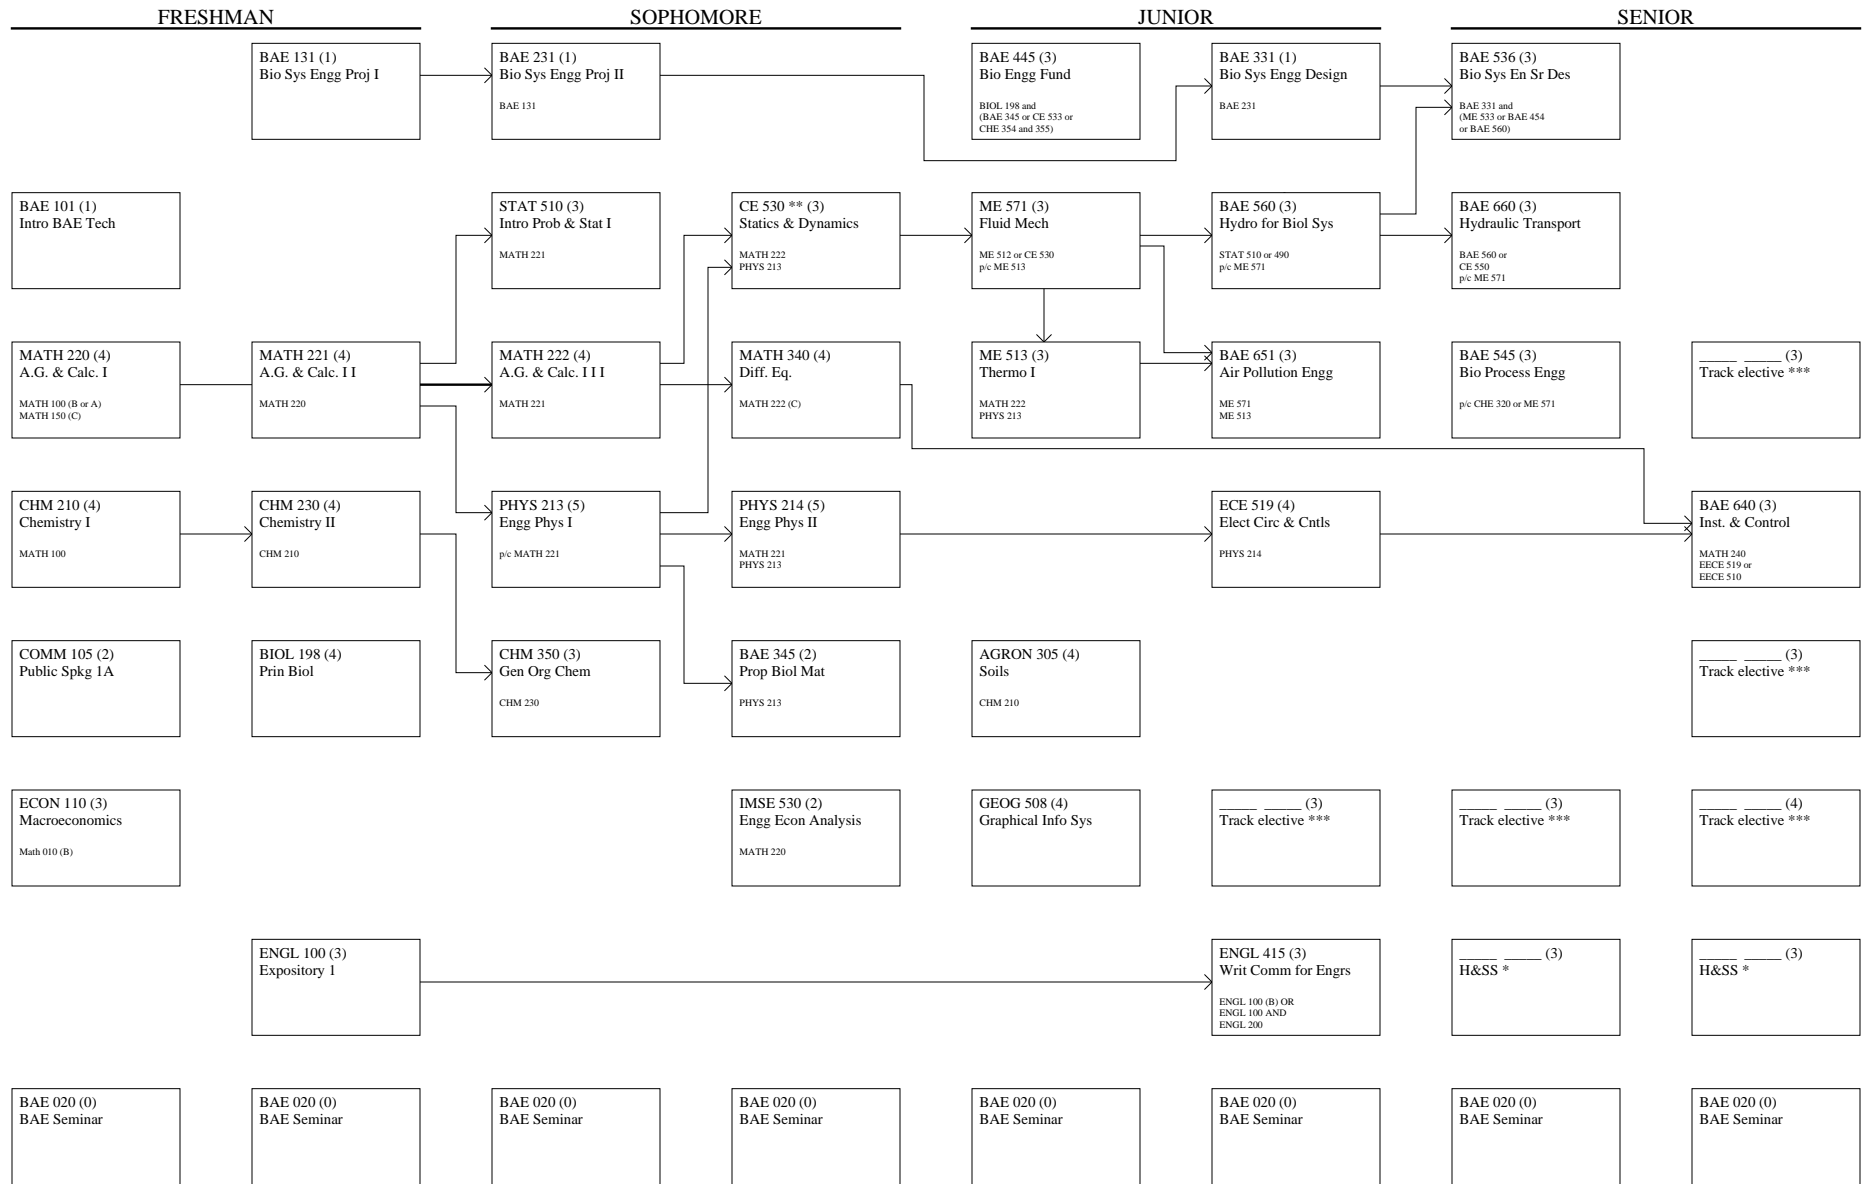 FRESHMAN
SOPHOMORE
JUNIOR
SENIOR
BAE 131 (1)
Bio Sys Engg Proj I
BAE 231 (1)
Bio Sys Engg Proj II
BAE 131
BAE 445 (3)
Bio Engg Fund
BIOL 198 and
(BAE 345 or CE 533 or
CHE 354 and 355)
BAE 331 (1)
Bio Sys Engg Design
BAE 231
BAE 536 (3)
Bio Sys En Sr Des
BAE 331 and
(ME 533 or BAE 454
or BAE 560)
BAE 101 (1)
Intro BAE Tech
STAT 510 (3)
Intro Prob & Stat I
MATH 221
CE 530 ** (3)
Statics & Dynamics
MATH 222
PHYS 213
ME 571 (3)
Fluid Mech
ME 512 or CE 530
p/c ME 513
BAE 560 (3)
Hydro for Biol Sys
STAT 510 or 490
p/c ME 571
BAE 660 (3)
Hydraulic Transport
BAE 560 or
CE 550
p/c ME 571
MATH 220 (4)
A.G. & Calc. I
MATH 100 (B or A)
MATH 150 (C)
MATH 221 (4)
A.G. & Calc. I I
MATH 220
MATH 222 (4)
A.G. & Calc. I I I
MATH 221
MATH 340 (4)
Diff. Eq.
MATH 222 (C)
ME 513 (3)
Thermo I
MATH 222
PHYS 213
BAE 651 (3)
Air Pollution Engg
ME 571
ME 513
BAE 545 (3)
Bio Process Engg
p/c CHE 320 or ME 571
_____ _____ (3)
Track elective ***
CHM 210 (4)
Chemistry I
MATH 100
CHM 230 (4)
Chemistry II
CHM 210
PHYS 213 (5)
Engg Phys I
p/c MATH 221
PHYS 214 (5)
Engg Phys II
MATH 221
PHYS 213
ECE 519 (4)
Elect Circ & Cntls
PHYS 214
BAE 640 (3)
Inst. & Control
MATH 240
EECE 519 or
EECE 510
COMM 105 (2)
Public Spkg 1A
BIOL 198 (4)
Prin Biol
CHM 350 (3)
Gen Org Chem
CHM 230
BAE 345 (2)
Prop Biol Mat
PHYS 213
AGRON 305 (4)
Soils
CHM 210
_____ _____ (3)
Track elective ***
ECON 110 (3)
Macroeconomics
Math 010 (B)
IMSE 530 (2)
Engg Econ Analysis
MATH 220
GEOG 508 (4)
Graphical Info Sys
_____ _____ (3)
Track elective ***
_____ _____ (3)
Track elective ***
_____ _____ (4)
Track elective ***
ENGL 100 (3)
Expository 1
ENGL 415 (3)
Writ Comm for Engrs
ENGL 100 (B) OR
ENGL 100 AND
ENGL 200
_____ _____ (3)
H&SS *
_____ _____ (3)
H&SS *
BAE 020 (0)
BAE Seminar
BAE 020 (0)
BAE Seminar
BAE 020 (0)
BAE Seminar
BAE 020 (0)
BAE Seminar
BAE 020 (0)
BAE Seminar
BAE 020 (0)
BAE Seminar
BAE 020 (0)
BAE Seminar
BAE 020 (0)
BAE Seminar